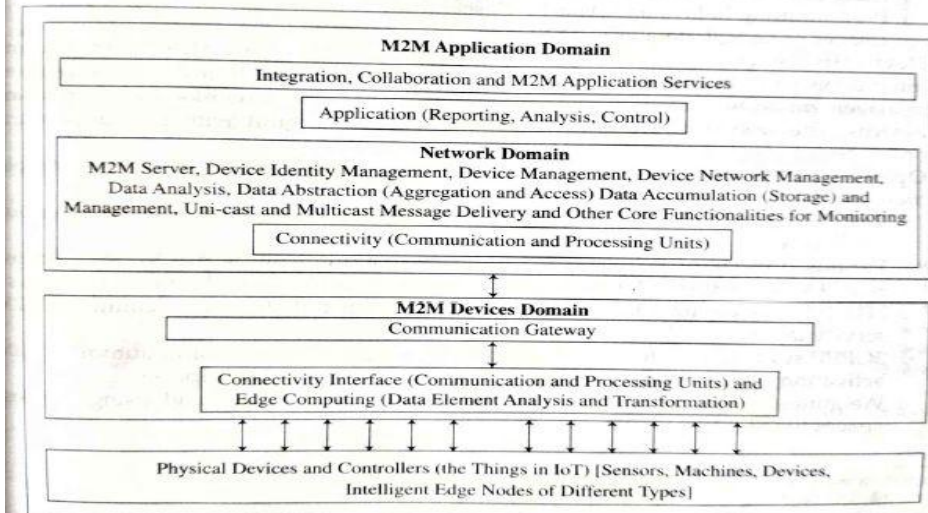 M2M Application Domain
Integration, Collaboration and M2M Application Services
Application (Reporting, Analysis, Control)
Network Domain
M2M Server, Device Identity Management, Device Management, Device Network Management,
Data Analysis, Data Abstraction (Aggregation and Access) Data Accumulation (Storage) and
Management, Uni-cast and Multicast Message Delivery and Other Core Functionalities for Monitoring
Connectivity (Communication and Processing Units)
M2M Devices Domain
Communication Gateway
Connectivity Interface (Communication and Processing Units) and
Edge Computing (Data Element Analysis and Transformation)
Physical Devices and Controllers (the Things in IoT) [Sensors, Machines, Devices,
Intelligent Edge Nodes of Different Types]